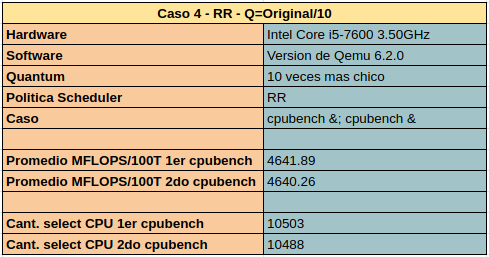 Caso 4 - RR - Q=Original/10
Hardware Intel Core i5-7600 3.50GHz
Software Version de Qemu 6.2.0
Quantum 10 veces mas chico
Politica Scheduler RR
Caso cpubench &; cpubench &
Promedio MFLOPS/100T 1er cpubench 4641.89
Promedio MFLOPS/100T 2do cpubench 4640.26
Cant. select CPU 1er cpubench 10503
Cant. select CPU 2do cpubench 10488